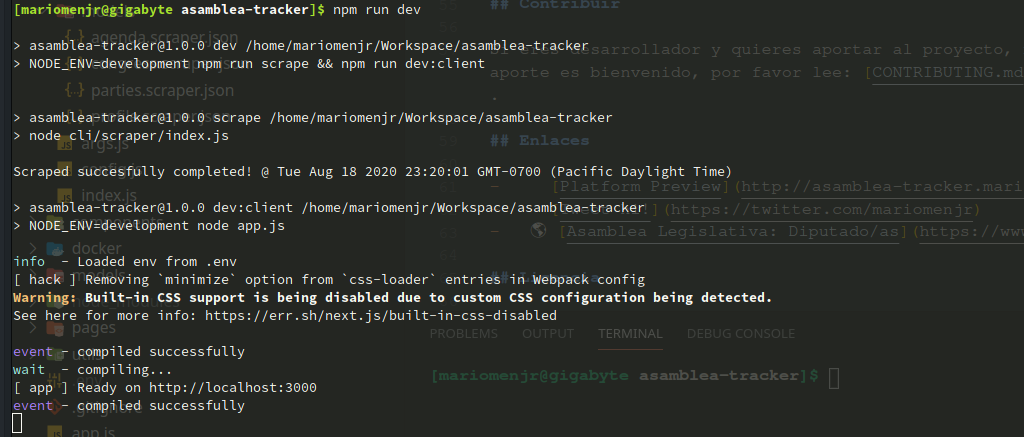 [mariomenjr@gigabyte asamblea-tracker]$ npm run dev
> asamblea-tracker@1.0.0 dev /home/mariomenjr/Workspace/asamblea-tracker
> NODE_ENV=development npm run scrape && npm run dev:client
> asamblea-tracker@1.0.0 scrape /home/mariomenjr/Workspace/asamblea-tracker
> node cli/scraper/index.js
Scraped succesfully completed! @ Tue Aug 18 2020 23:20:01 GMT-0700 (Pacific Daylight Time)
> asamblea-tracker@1.0.0 dev:client /home/mariomenjr/Workspace/asamblea-tracker
> NODE_ENV=development node app.js
info  - Loaded env from .env
[ hack ] Removing `minimize` option from `css-loader` entries in Webpack config
Warning: Built-in CSS support is being disabled due to custom CSS configuration being detected.
See here for more info: https://err.sh/next.js/built-in-css-disabled
event - compiled successfully
wait  - compiling...
[ app ] Ready on http://localhost:3000
event - compiled successfully
agenda.scraper.json
parties.scraper.json
args.js
index.js
docker
models
pages
utils
.gitignore
app.js
## Contribuir
desarrollador y quieres aportar al proyecto,
aporte es bienvenido, por favor lee: [CONTRIBUTING.md
.
## Enlaces
- [Platform Preview](http://asamblea-tracker.mari
(https://twitter.com/mariomenjr)
- [Asamblea Legislativa: Diputado/as](https://www
## Licencia
PROBLEMS OUTPUT TERMINAL DEBUG CONSOLE
[mariomenjr@gigabyte asamblea-tracker]$